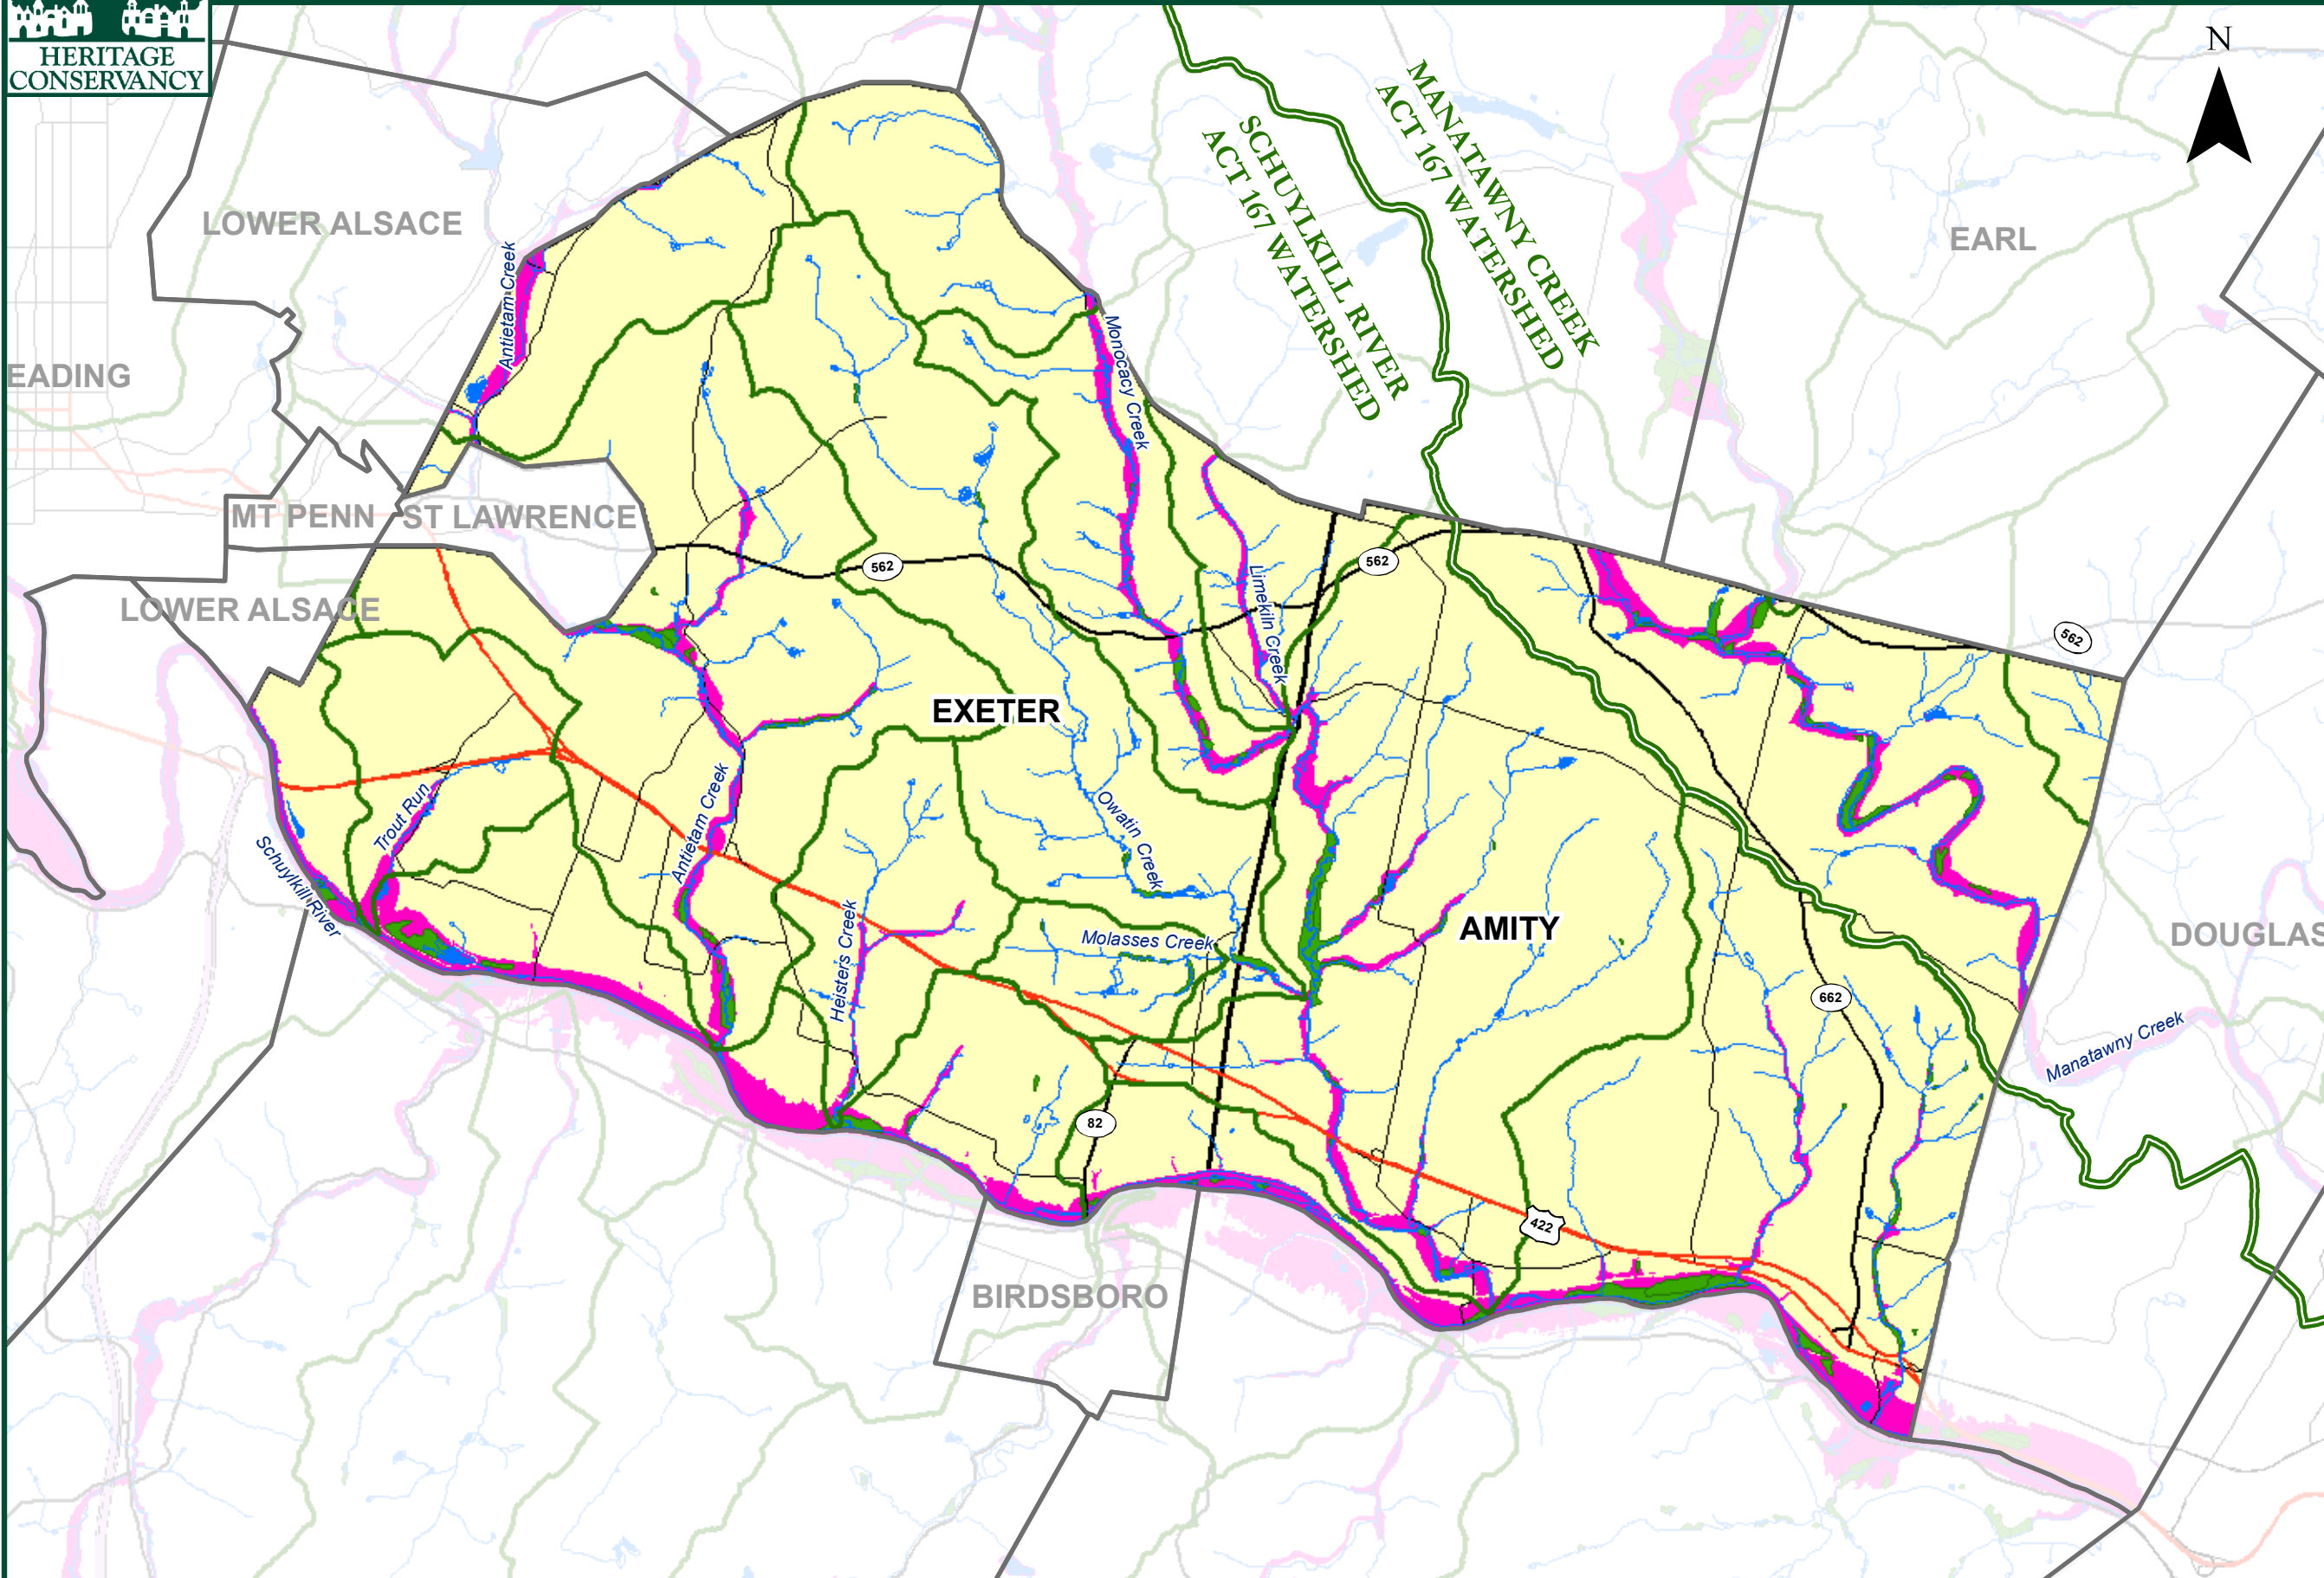 HERITAGE
CONSERVANCY
N
MANATAWNY CREEK
ACT 167 WATERSHED
SCHUYLKILL RIVER
ACT 167 WATERSHED
LOWER ALSACE
EARL
Antietam Creek
Monocacy Creek
EADING
MT PENN
ST LAWRENCE
562
562
Limekiln Creek
LOWER ALSACE
562
EXETER
Trout Run
Antietam Creek
Owatin Creek
Schuylkill River
Heisters Creek
Molasses Creek
AMITY
DOUGLAS
662
Manatawny Creek
82
422
BIRDSBORO